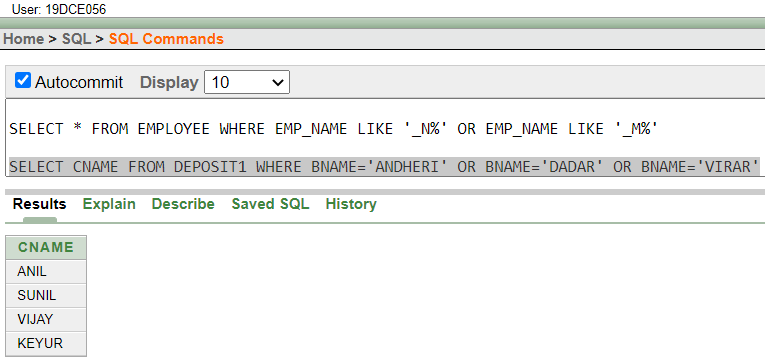 User: 19DCE056
Home > SQL > SQL Commands
Autocommit Display 10
SELECT * FROM EMPLOYEE WHERE EMP_NAME LIKE '_N%' OR EMP_NAME LIKE '_M%'
SELECT CNAME FROM DEPOSIT1 WHERE BNAME='ANDHERI' OR BNAME='DADAR' OR BNAME='VIRAR'
Results Explain Describe Saved SQL History
CNAME
ANIL
SUNIL
VIJAY
KEYUR